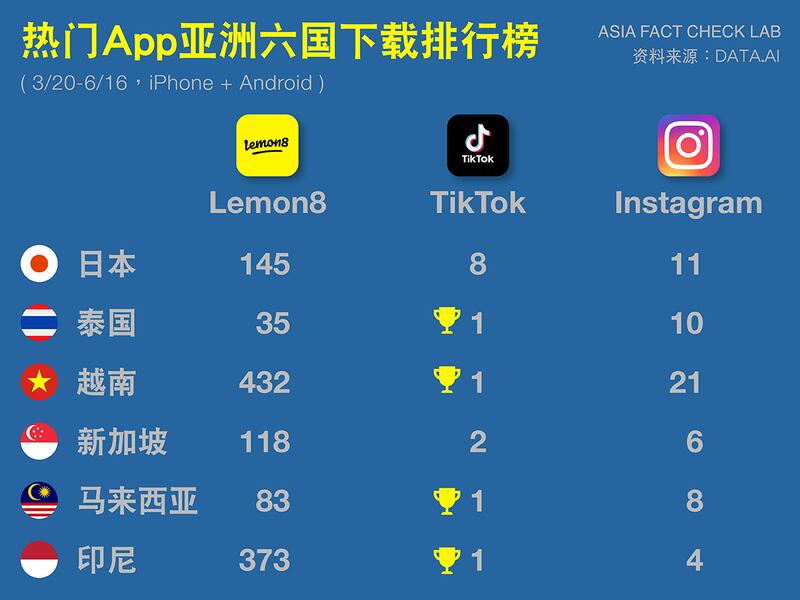 热门App亚洲六国下载排行榜
ASIA FACT CHECK LAB
资料来源：DATA.AI
( 3/20-6/16，iPhone + Android )
Lemon8
TikTok
Lemon8 TikTok Instagram
日本 145 8 11
泰国 35 1 10
越南 432 1 21
新加坡 118 2 6
马来西亚 83 1 8
印尼 373 1 4